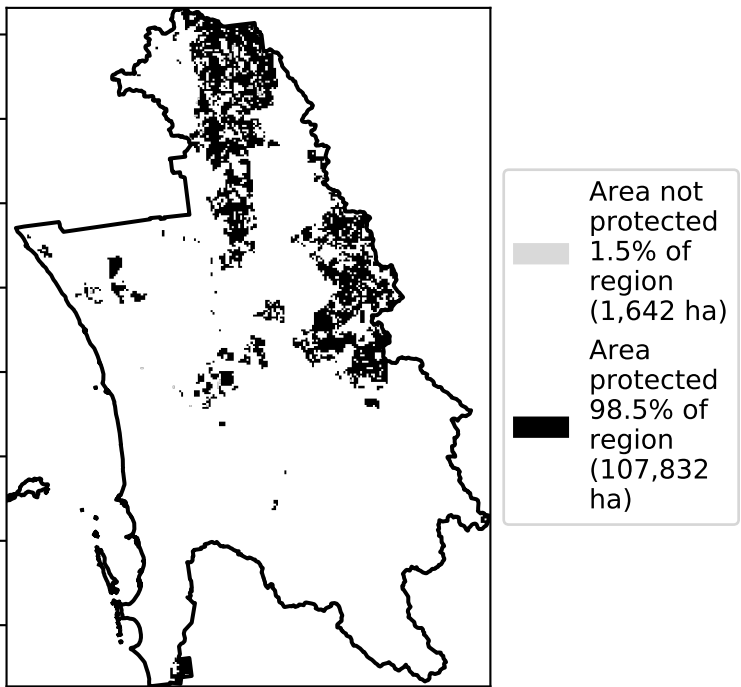 Area not
protected
1.5% of
region
(1,642 ha)
Area
protected
98.5% of
region
(107,832
ha)